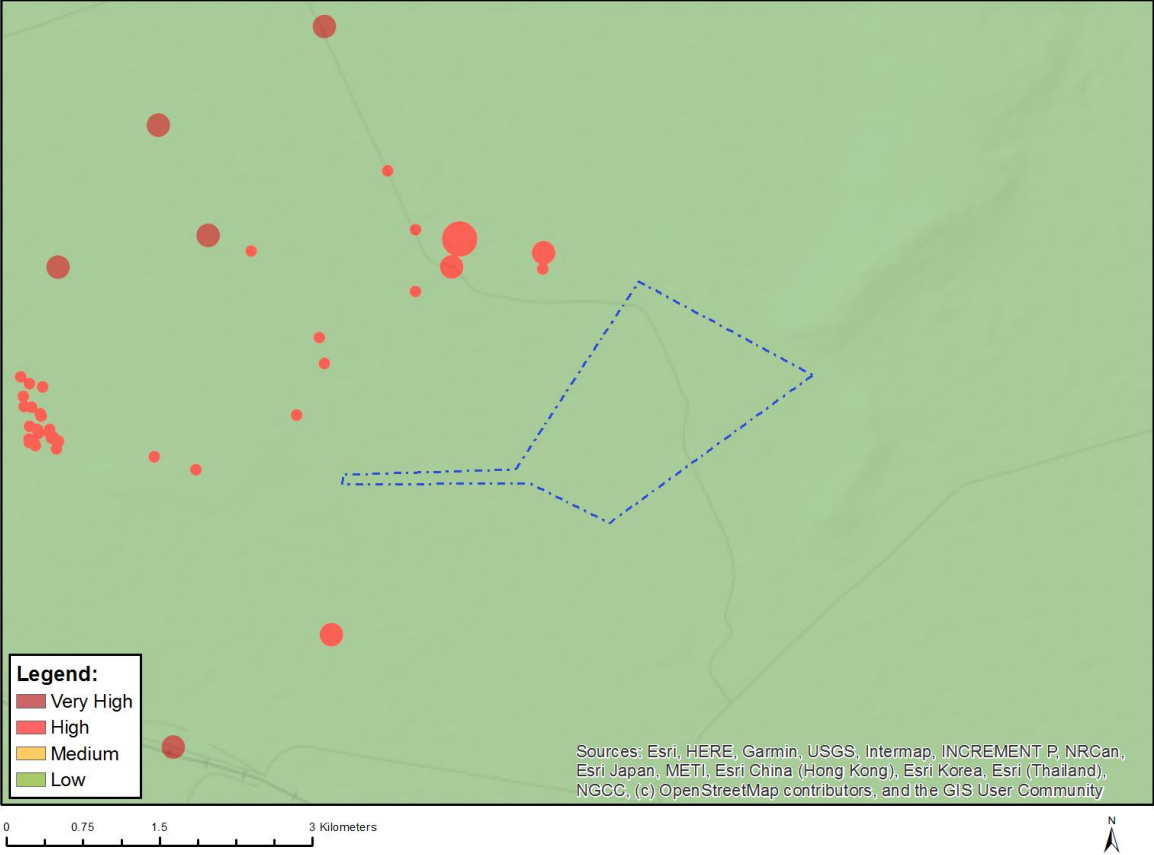 Legend:
Very High
High
Medium
Low
Sources: Esri, HERE, Garmin, USGS, Intermap, INCREMENT P, NRCan,
Esri Japan, METI, Esri China (Hong Kong), Esri Korea, Esri (Thailand),
NGCC, (c) OpenStreetMap contributors, and the GIS User Community
0 0.75 1.5 3 Kilometers
N